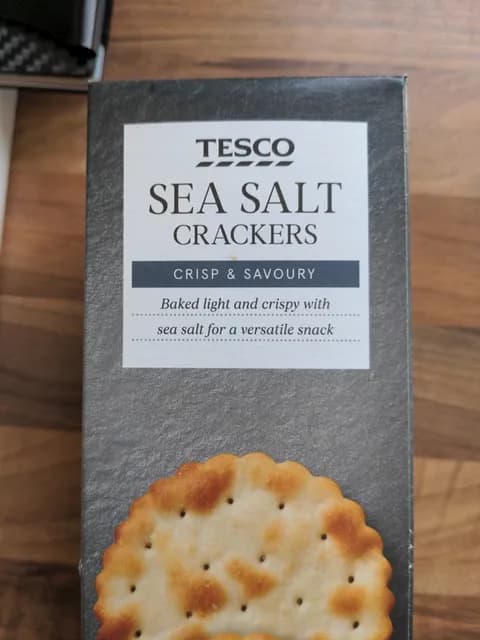 TESCO
SEA SALT
CRACKERS
CRISP & SAVOURY
Baked light and crispy with
sea salt for a versatile snack